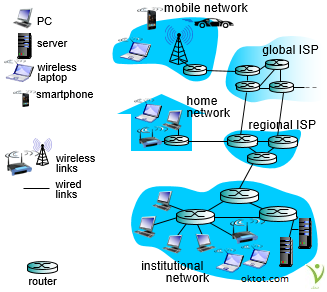 PC
server
wireless
laptop
smartphone
wireless
links
wired
links
router
mobile network
global ISP
home
network
regional ISP
institutional
network
oktot.com